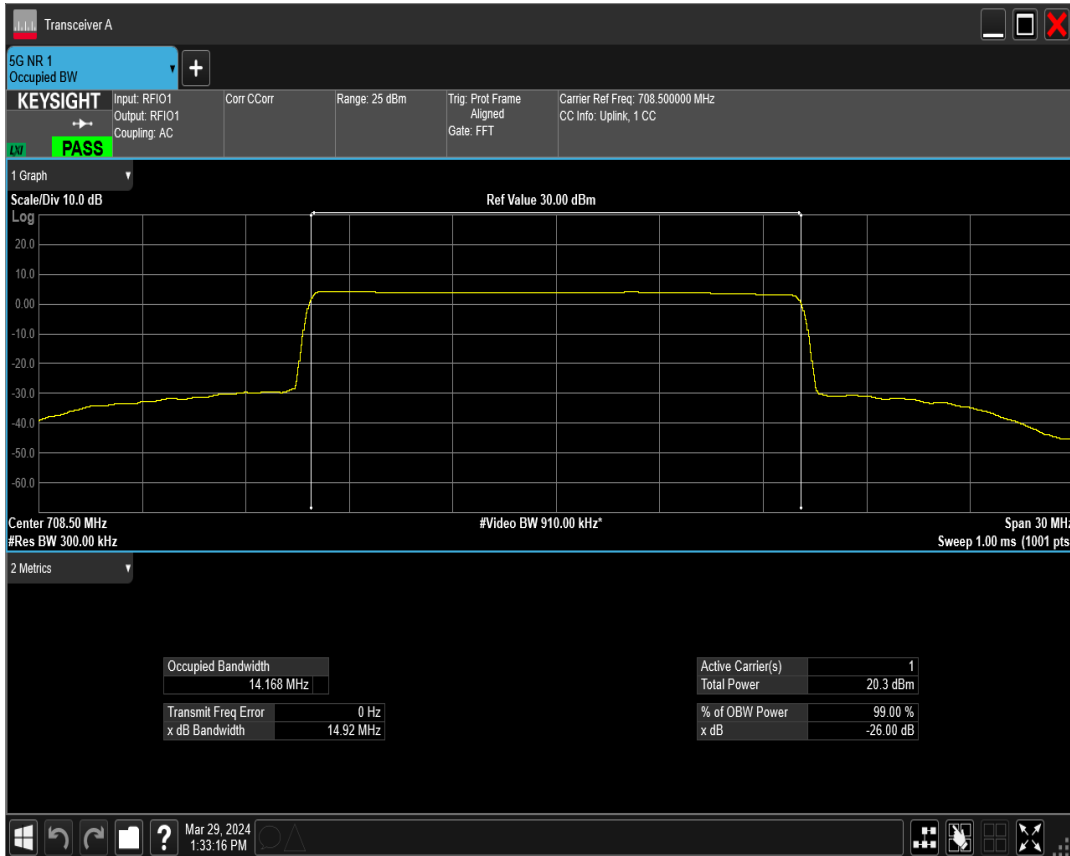 Transceiver A
5G NR 1
Occupied BW
KEYSIGHT
LXI
PASS
Input: RFIO1
Output: RFIO1
Coupling: AC
Corr CCorr
Range: 25 dBm
Trig: Prot Frame
Aligned
Gate: FFT
Carrier Ref Freq: 708.500000 MHz
CC Info: Uplink, 1 CC
1 Graph
Scale/Div 10.0 dB
Ref Value 30.00 dBm
Log
20.0
10.0
0.00
-10.0
-20.0
-30.0
-40.0
-50.0
-60.0
Center 708.50 MHz
#Video BW 910.00 kHz*
Span 30 MHz
#Res BW 300.00 kHz
Sweep 1.00 ms (1001 pts
2 Metrics
Occupied Bandwidth
14.168 MHz
Transmit Freq Error 0 Hz
x dB Bandwidth 14.92 MHz
Active Carrier(s) 1
Total Power 20.3 dBm
% of OBW Power 99.00 %
x dB -26.00 dB
?
Mar 29, 2024
1:33:16 PM